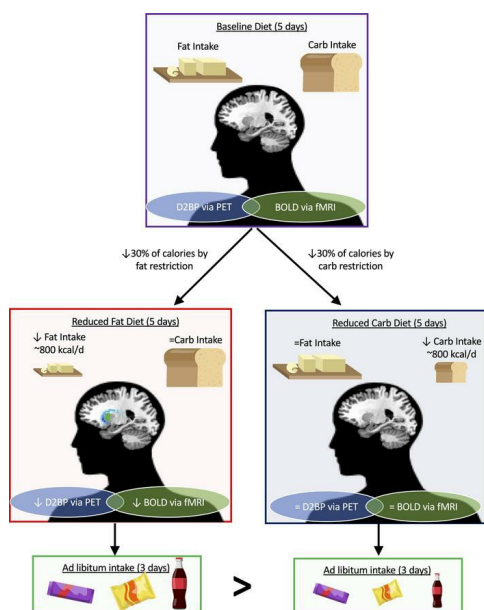 Baseline Diet (5 days)
Fat Intake
Carb Intake
D2BP via PET
BOLD via fMRI
↓30% of calories by
fat restriction
↓30% of calories by
carb restriction
Reduced Fat Diet (5 days)
↓ Fat Intake
~800 kcal/d
=Carb Intake
↓ D2BP via PET
↓ BOLD via fMRI
Reduced Carb Diet (5 days)
=Fat Intake
↓ Carb Intake
~800 kcal/d
= D2BP via PET
= BOLD via fMRI
Ad libitum intake (3 days)
>
Ad libitum intake (3 days)